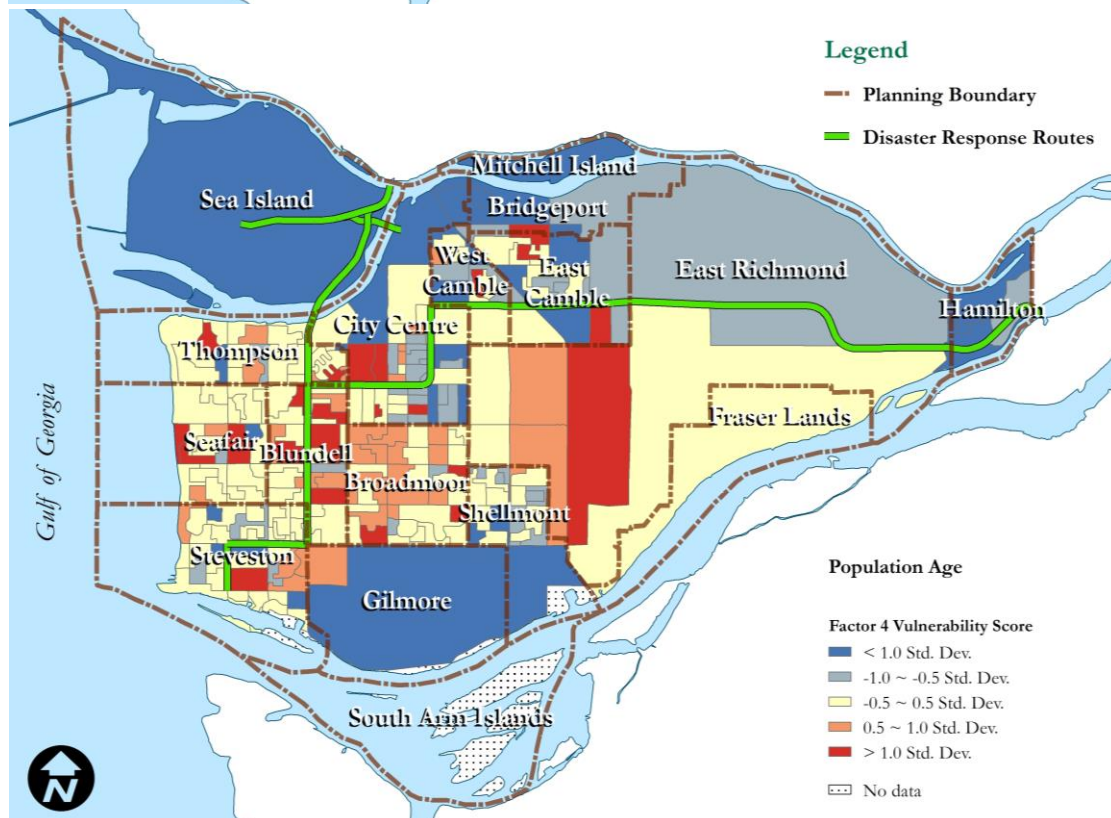 Legend
Planning Boundary
Disaster Response Routes
Mitchell Island
Sea Island
Bridgeport
West
Camble
East
Camble
East Richmond
Hamilton
City Centre
Thompson
Gulf of Georgia
Fraser Lands
Seafair
Blundell
Broadmoor
Shellmont
Steveston
Gilmore
South Arm Islands
Population Age
Factor 4 Vulnerability Score
< 1.0 Std. Dev.
-1.0 ~ -0.5 Std. Dev.
-0.5 ~ 0.5 Std. Dev.
0.5 ~ 1.0 Std. Dev.
> 1.0 Std. Dev.
No data
N